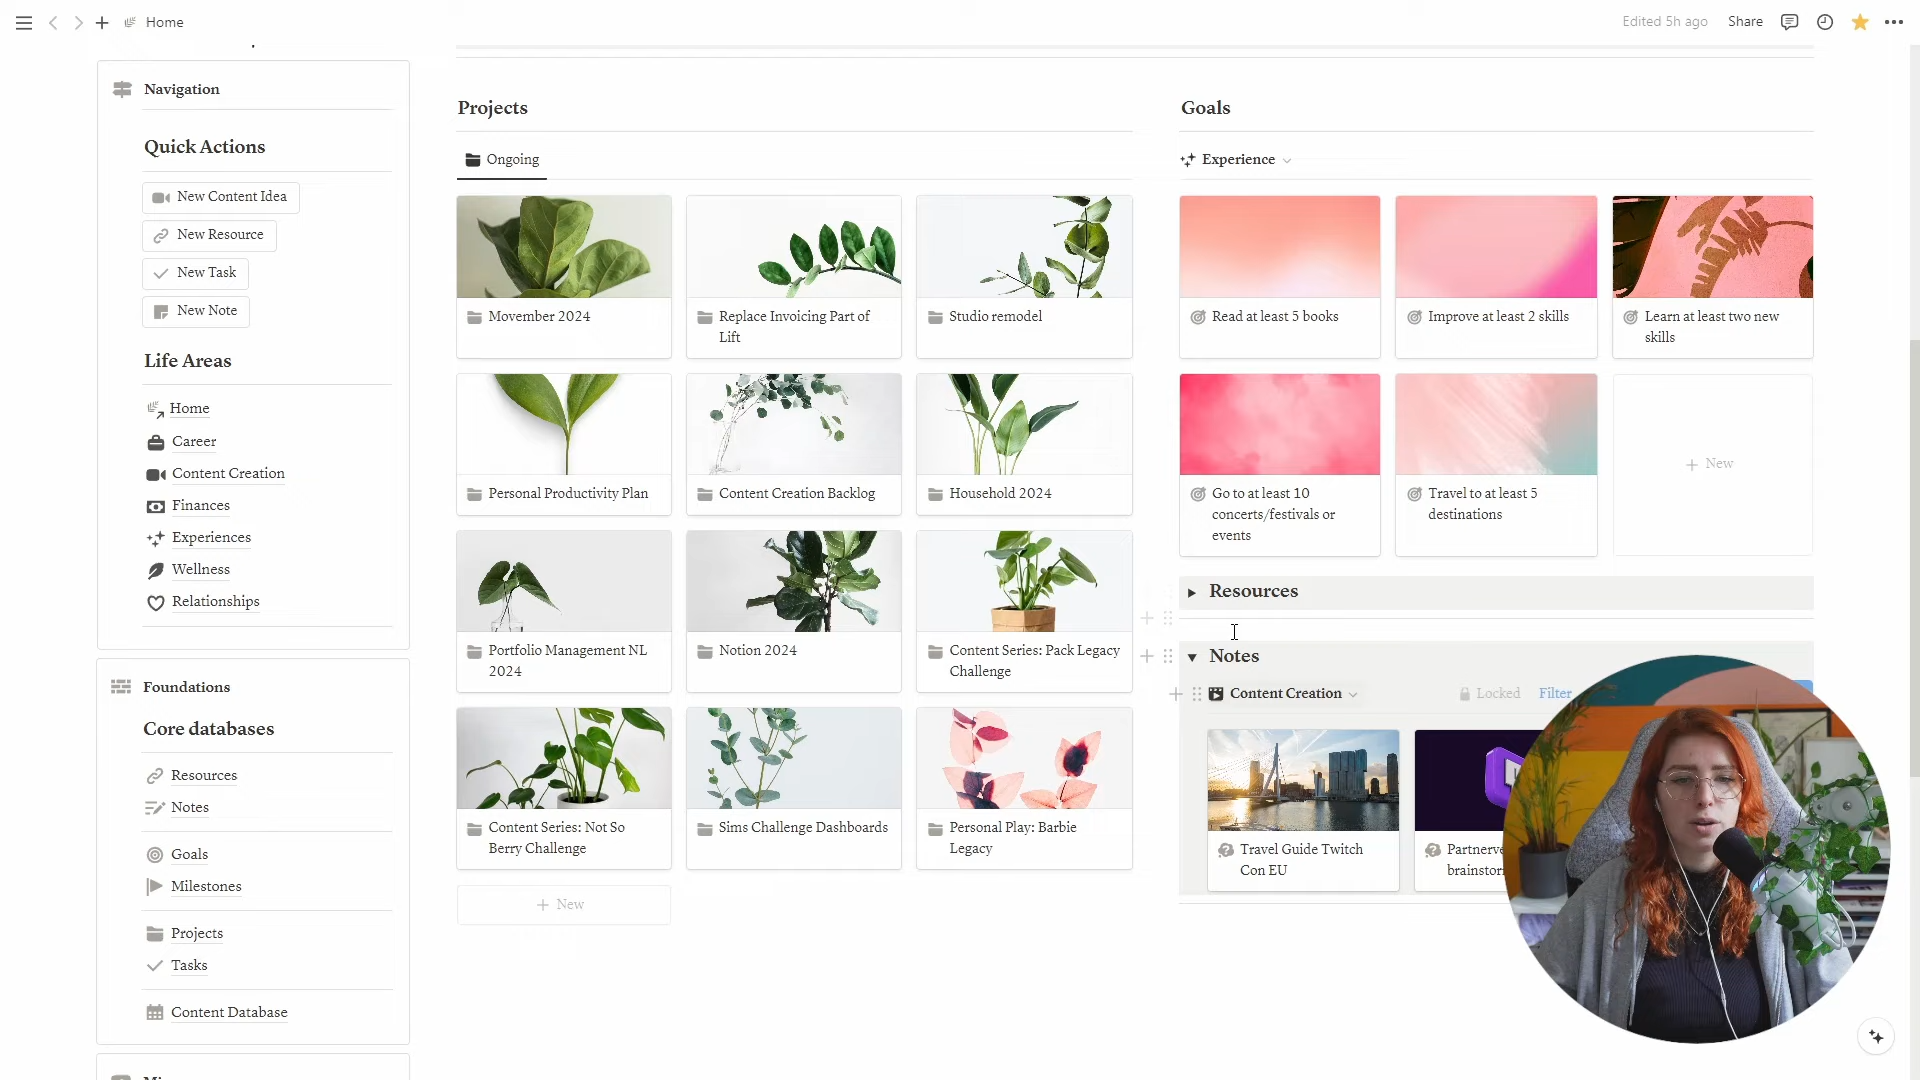 Home
Edited 5h ago
Share
Navigation
Quick Actions
New Content Idea
New Resource
New Task
New Note
Life Areas
Home
Career
Content Creation
Finances
Experiences
Wellness
Relationships
Foundations
Core databases
Resources
Notes
Goals
Milestones
Projects
Tasks
Content Database
Projects
Ongoing
Movember 2024
Replace Invoicing Part of
Lift
Studio remodel
Personal Productivity Plan
Content Creation Backlog
Household 2024
Portfolio Management NL
2024
Notion 2024
Content Series: Pack Legacy
Challenge
Content Series: Not So
Berry Challenge
Sims Challenge Dashboards
Personal Play: Barbie
Legacy
New
Goals
Experience
Read at least 5 books
Improve at least 2 skills
Learn at least two new
skills
Go to at least 10
concerts/festivals or
events
Travel to at least 5
destinations
New
Resources
Notes
Content Creation
Locked
Filter
Travel Guide Twitch
Con EU